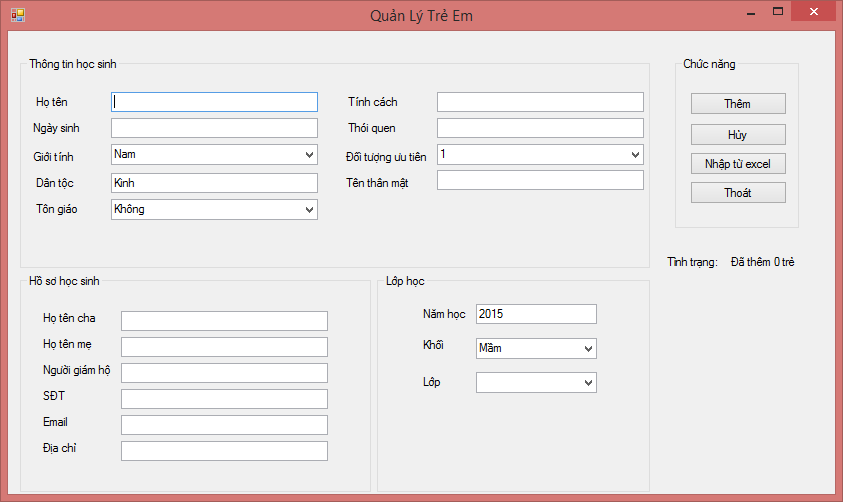 Quản Lý Trẻ Em
Thông tin học sinh
Họ tên
Ngày sinh
Giới tính
Nam
Dân tộc
Kinh
Tôn giáo
Không
Tính cách
Thói quen
Đối tượng ưu tiên
1
Tên thân mật
Chức năng
Thêm
Hủy
Nhập từ excel
Thoát
Tình trạng: Đã thêm 0 trẻ
Hồ sơ học sinh
Họ tên cha
Họ tên mẹ
Người giám hộ
SĐT
Email
Địa chỉ
Lớp học
Năm học
2015
Khối
Mầm
Lớp